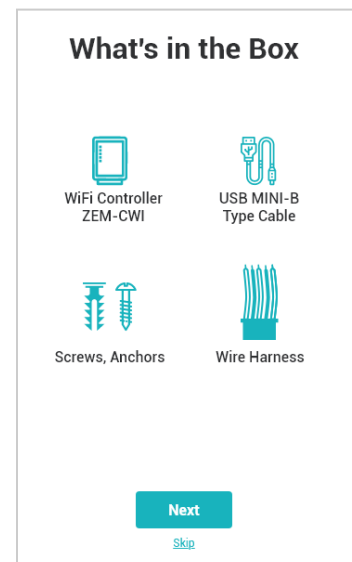 What's in the Box
WiFi Controller
ZEM-CWI
USB MINI-B
Type Cable
Screws, Anchors
Wire Harness
Next
Skip